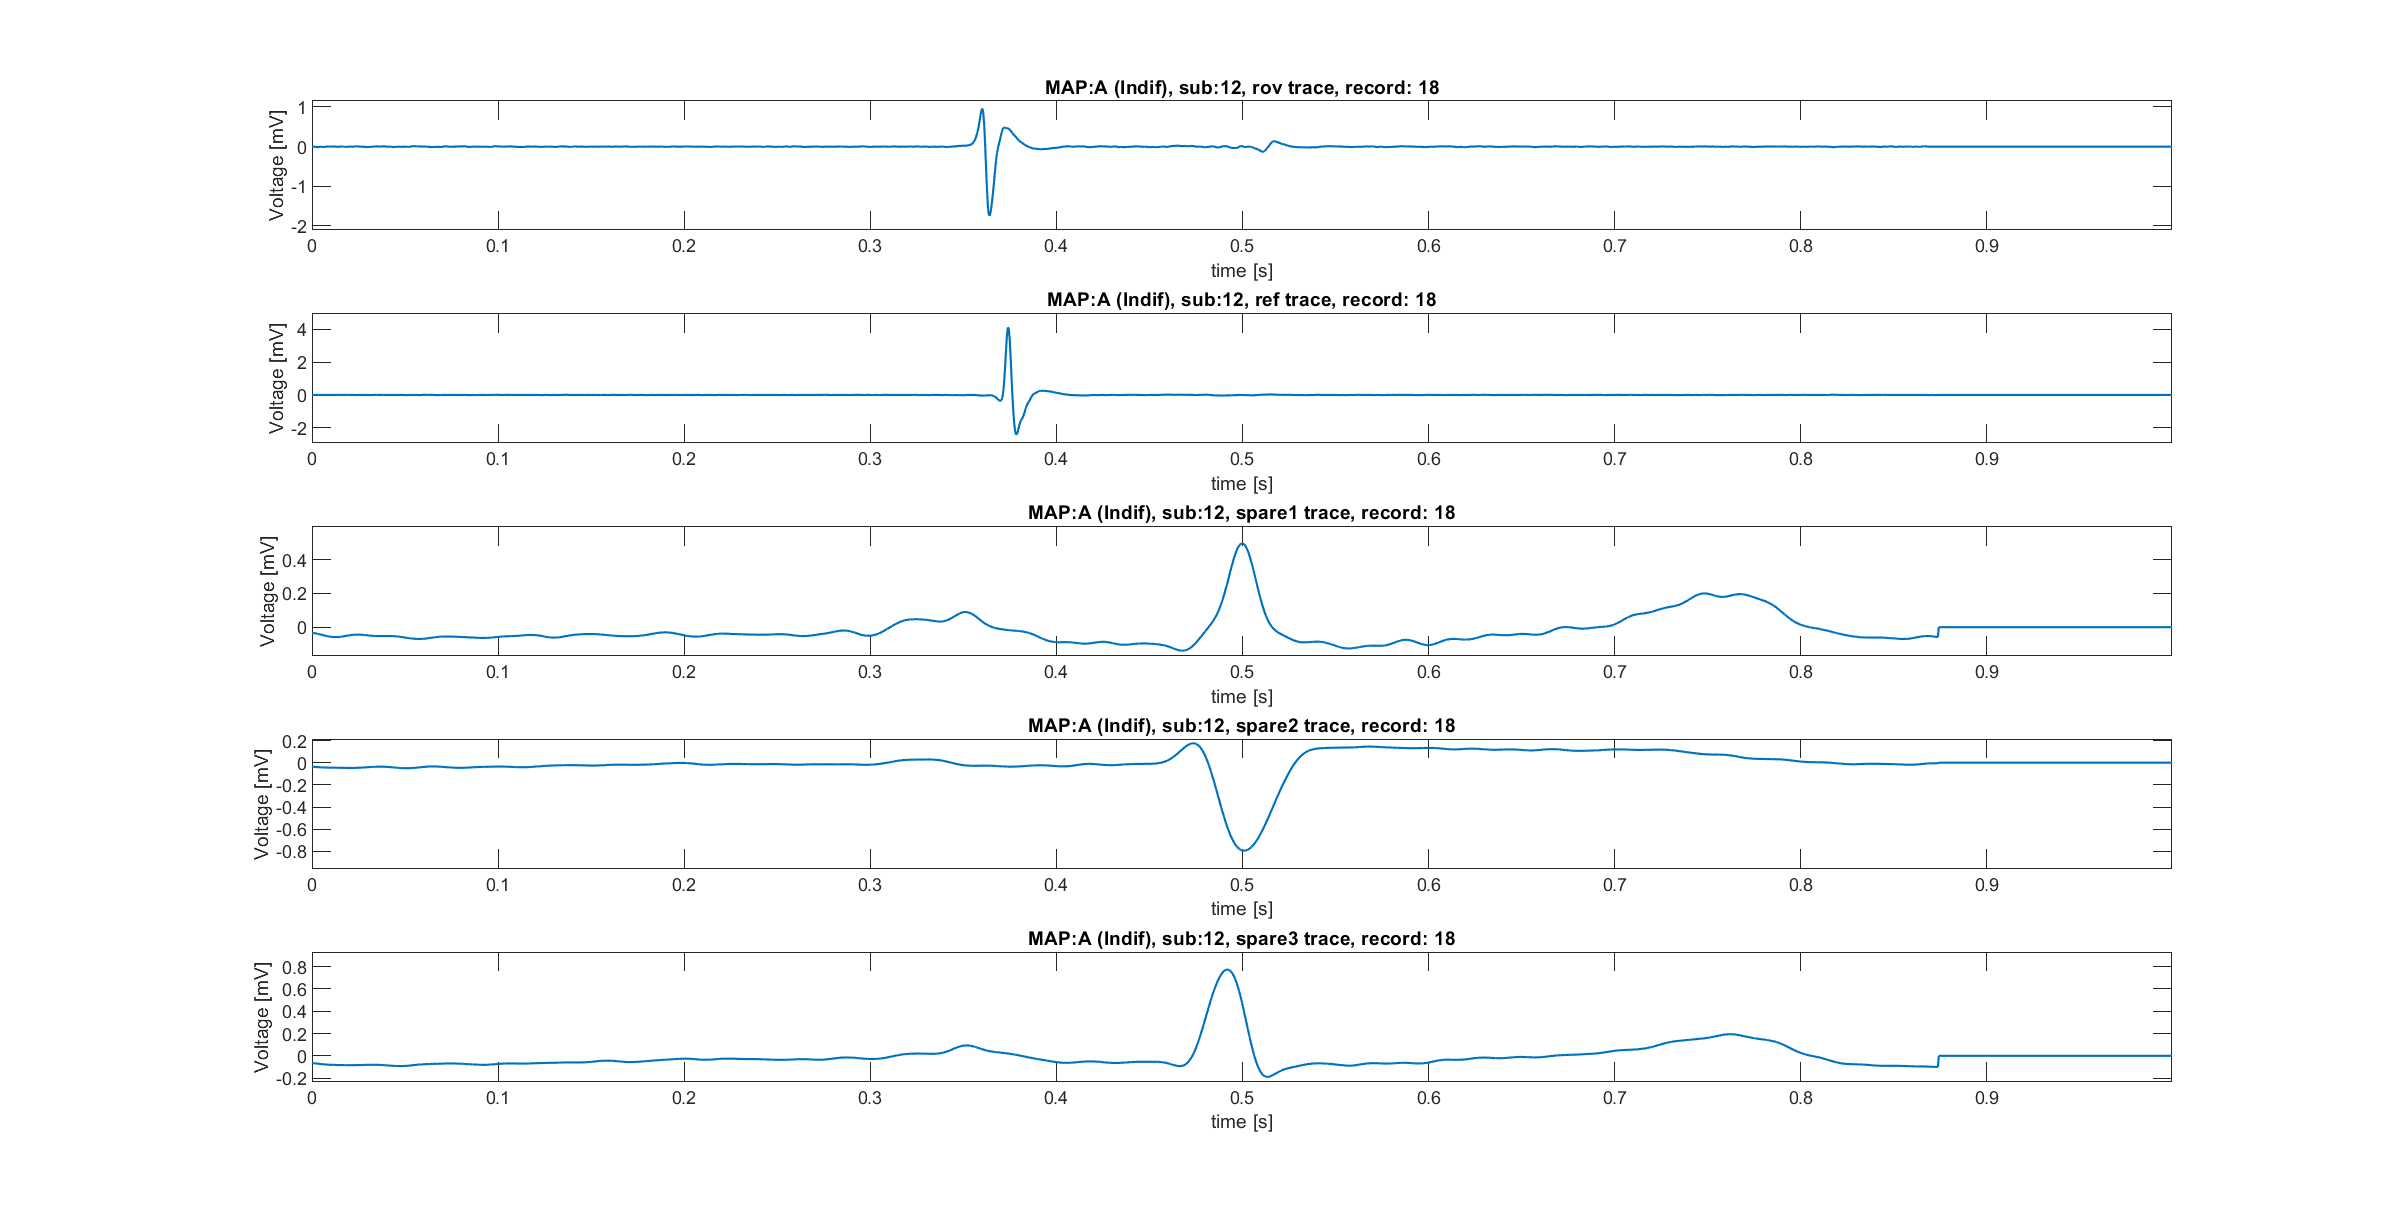 MAP:A (Indif), sub:12, rov trace, record: 18
Voltage [mV]
1
0
-1
-2
0 0.1 0.2 0.3 0.4 0.5 0.6 0.7 0.8 0.9
time [s]
MAP:A (Indif), sub:12, ref trace, record: 18
Voltage [mV]
4
2
0
-2
0 0.1 0.2 0.3 0.4 0.5 0.6 0.7 0.8 0.9
time [s]
MAP:A (Indif), sub:12, spare1 trace, record: 18
Voltage [mV]
0.4
0.2
0
0 0.1 0.2 0.3 0.4 0.5 0.6 0.7 0.8 0.9
time [s]
MAP:A (Indif), sub:12, spare2 trace, record: 18
Voltage [mV]
0.2
0
-0.2
-0.4
-0.6
-0.8
0 0.1 0.2 0.3 0.4 0.5 0.6 0.7 0.8 0.9
time [s]
MAP:A (Indif), sub:12, spare3 trace, record: 18
Voltage [mV]
0.8
0.6
0.4
0.2
0
-0.2
0 0.1 0.2 0.3 0.4 0.5 0.6 0.7 0.8 0.9
time [s]